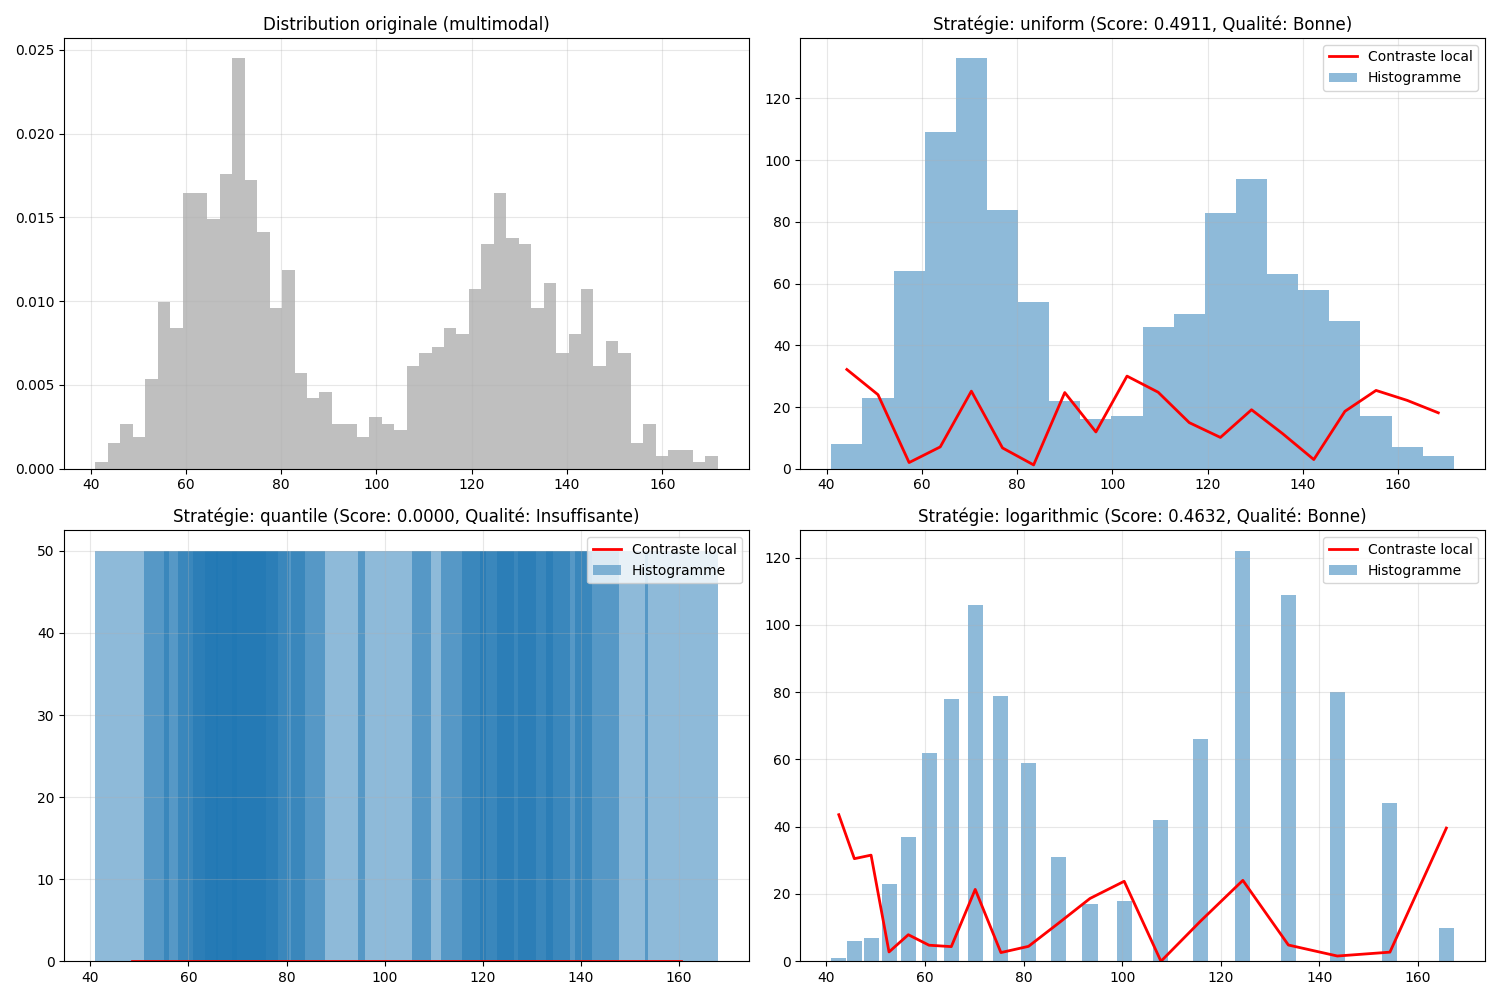 Distribution originale (multimodal)
0.025
0.020
0.015
0.010
0.005
0.000
40 60 80 100 120 140 160
Stratégie: uniform (Score: 0.4911, Qualité: Bonne)
Contraste local
Histogramme
120
100
80
60
40
20
0
40 60 80 100 120 140 160
Stratégie: quantile (Score: 0.0000, Qualité: Insuffisante)
Contraste local
Histogramme
50
40
30
20
10
0
40 60 80 100 120 140 160
Stratégie: logarithmic (Score: 0.4632, Qualité: Bonne)
Contraste local
Histogramme
120
100
80
60
40
20
0
40 60 80 100 120 140 160